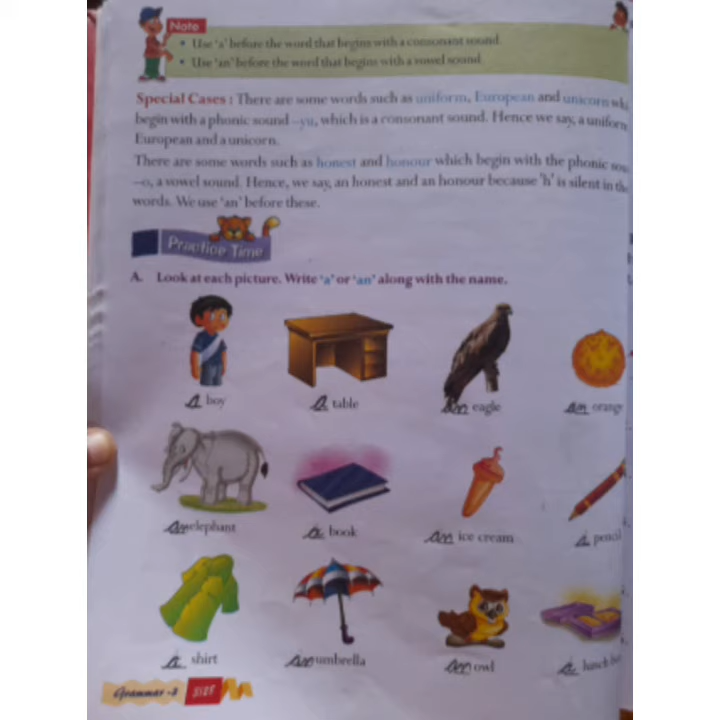 Note
• Use 'a' before the word that begins with a consonant sound.
• Use 'an' before the word that begins with a vowel sound.
Special Cases : There are some words such as uniform, European and unicorn
begin with a phonic sound –yu, which is a consonant sound. Hence we say, a uniform
European and a unicorn.
There are some words such as honest and honour which begin with the phonic
–o, a vowel sound. Hence, we say, an honest and an honour because 'h' is silent in
words. We use 'an' before these.
Practice Time
A. Look at each picture. Write 'a' or 'an' along with the name.
a boy a table an eagle an orange
an elephant a book an ice cream a pencil
a shirt an umbrella an owl a lunch
Grammar -3